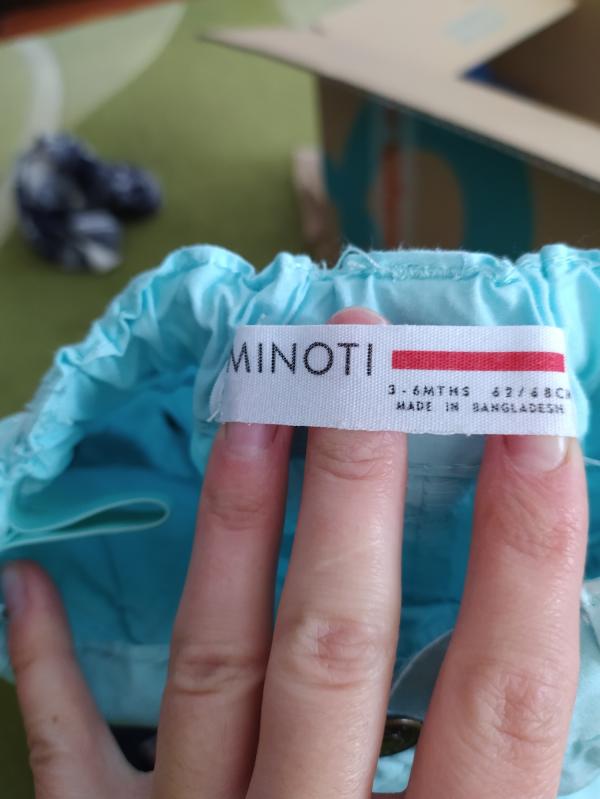 MINOTI
3-6MTHS 62/68CM
MADE IN BANGLADESH